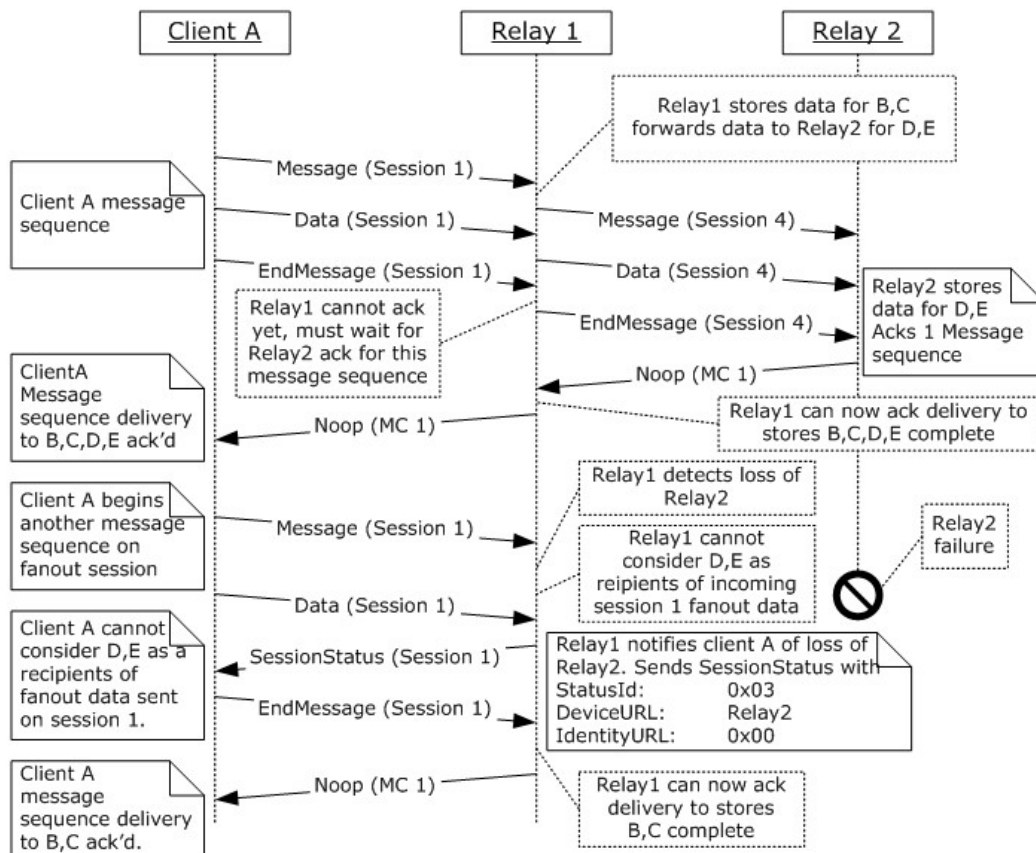 Client A
Relay 1
Relay 2
Relay1 stores data for B,C
forwards data to Relay2 for D,E
Message (Session 1)
Client A message
sequence
Data (Session 1)
Message (Session 4)
EndMessage (Session 1)
Data (Session 4)
Relay2 stores
data for D,E
Acks 1 Message
sequence
Relay1 cannot ack
yet, must wait for
Relay2 ack for this
message sequence
EndMessage (Session 4)
Noop (MC 1)
ClientA
Message
sequence delivery
to B,C,D,E ack’d
Noop (MC 1)
Relay1 can now ack delivery to
stores B,C,D,E complete
Relay1 detects loss of
Relay2
Client A begins
another message
sequence on
fanout session
Message (Session 1)
Relay1 cannot
consider D,E as
reipients of incoming
session 1 fanout data
Relay2
failure
Data (Session 1)
Client A cannot
consider D,E as a
recipients of
fanout data sent
on session 1.
SessionStatus (Session 1)
Relay1 notifies client A of loss of
Relay2. Sends SessionStatus with
StatusId: 0x03
DeviceURL: Relay2
IdentityURL: 0x00
EndMessage (Session 1)
Client A
message
sequence delivery
to B,C ack’d.
Noop (MC 1)
Relay1 can now ack
delivery to stores
B,C complete